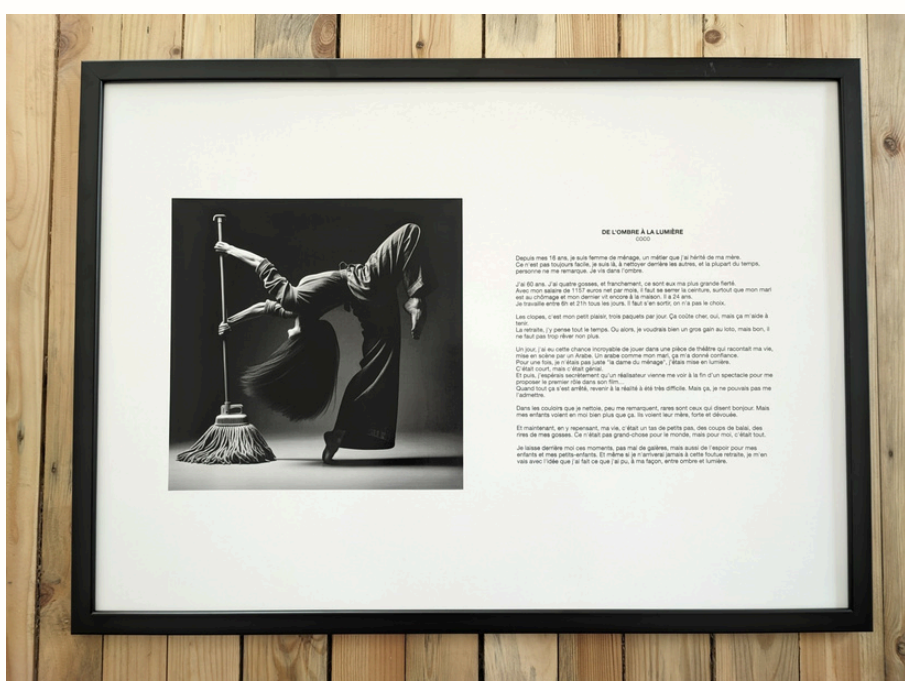 DE L'OMBRE À LA LUMIÈRE
COCO
Depuis mes 16 ans, je suis femme de ménage, un métier que j'ai hérité de ma mère.
Ce n'est pas toujours facile, je suis là, à nettoyer derrière les autres, et la plupart du temps,
personne ne me remarque. Je vis dans l'ombre.
J'ai 60 ans. J'ai quatre gosses, et franchement, ce sont eux ma plus grande fierté.
Avec mon salaire de 1157 euros net par mois, il faut se serrer la ceinture, surtout que mon mari
est au chômage et mon dernier vit encore à la maison. Il a 24 ans.
Je travaille entre 6h et 21h tous les jours. Il faut s'en sortir, on n'a pas le choix.
Les clopes, c'est mon petit plaisir, trois paquets par jour. Ça coûte cher, oui, mais ça m'aide à
tenir.
La retraite, j'y pense tout le temps. Ou alors, je voudrais bien un gros gain au loto, mais bon, il
ne faut pas trop rêver non plus.
Un jour, j'ai eu cette chance incroyable de jouer dans une pièce de théâtre qui racontait ma vie,
mise en scène par un Arabe. Un arabe comme mon mari, ça m'a donné confiance.
Pour une fois, je n'étais pas juste "la dame du ménage", j'étais mise en lumière.
C'était court, mais c'était génial.
Et puis, j'espérais secrètement qu'un réalisateur vienne me voir à la fin d'un spectacle pour me
proposer le premier rôle dans son film...
Quand tout ça s'est arrêté, revenir à la réalité a été très difficile. Mais ça, je ne pouvais pas me
l'admettre.
Dans les couloirs que je nettoie, peu me remarquent, rares sont ceux qui disent bonjour. Mais
mes enfants voient en moi bien plus que ça. Ils voient leur mère, forte et dévouée.
Et maintenant, en y repensant, ma vie, c'était un tas de petits pas, des coups de balai, des
rires de mes gosses. Ce n'était pas grand-chose pour le monde, mais pour moi, c'était tout.
Je laisse derrière moi ces moments, pas mal de galères, mais aussi de l'espoir pour mes
enfants et mes petits-enfants. Et même si je n'arriverai jamais à cette foutue retraite, je m'en
vais avec l'idée que j'ai fait ce que j'ai pu, à ma façon, entre ombre et lumière.